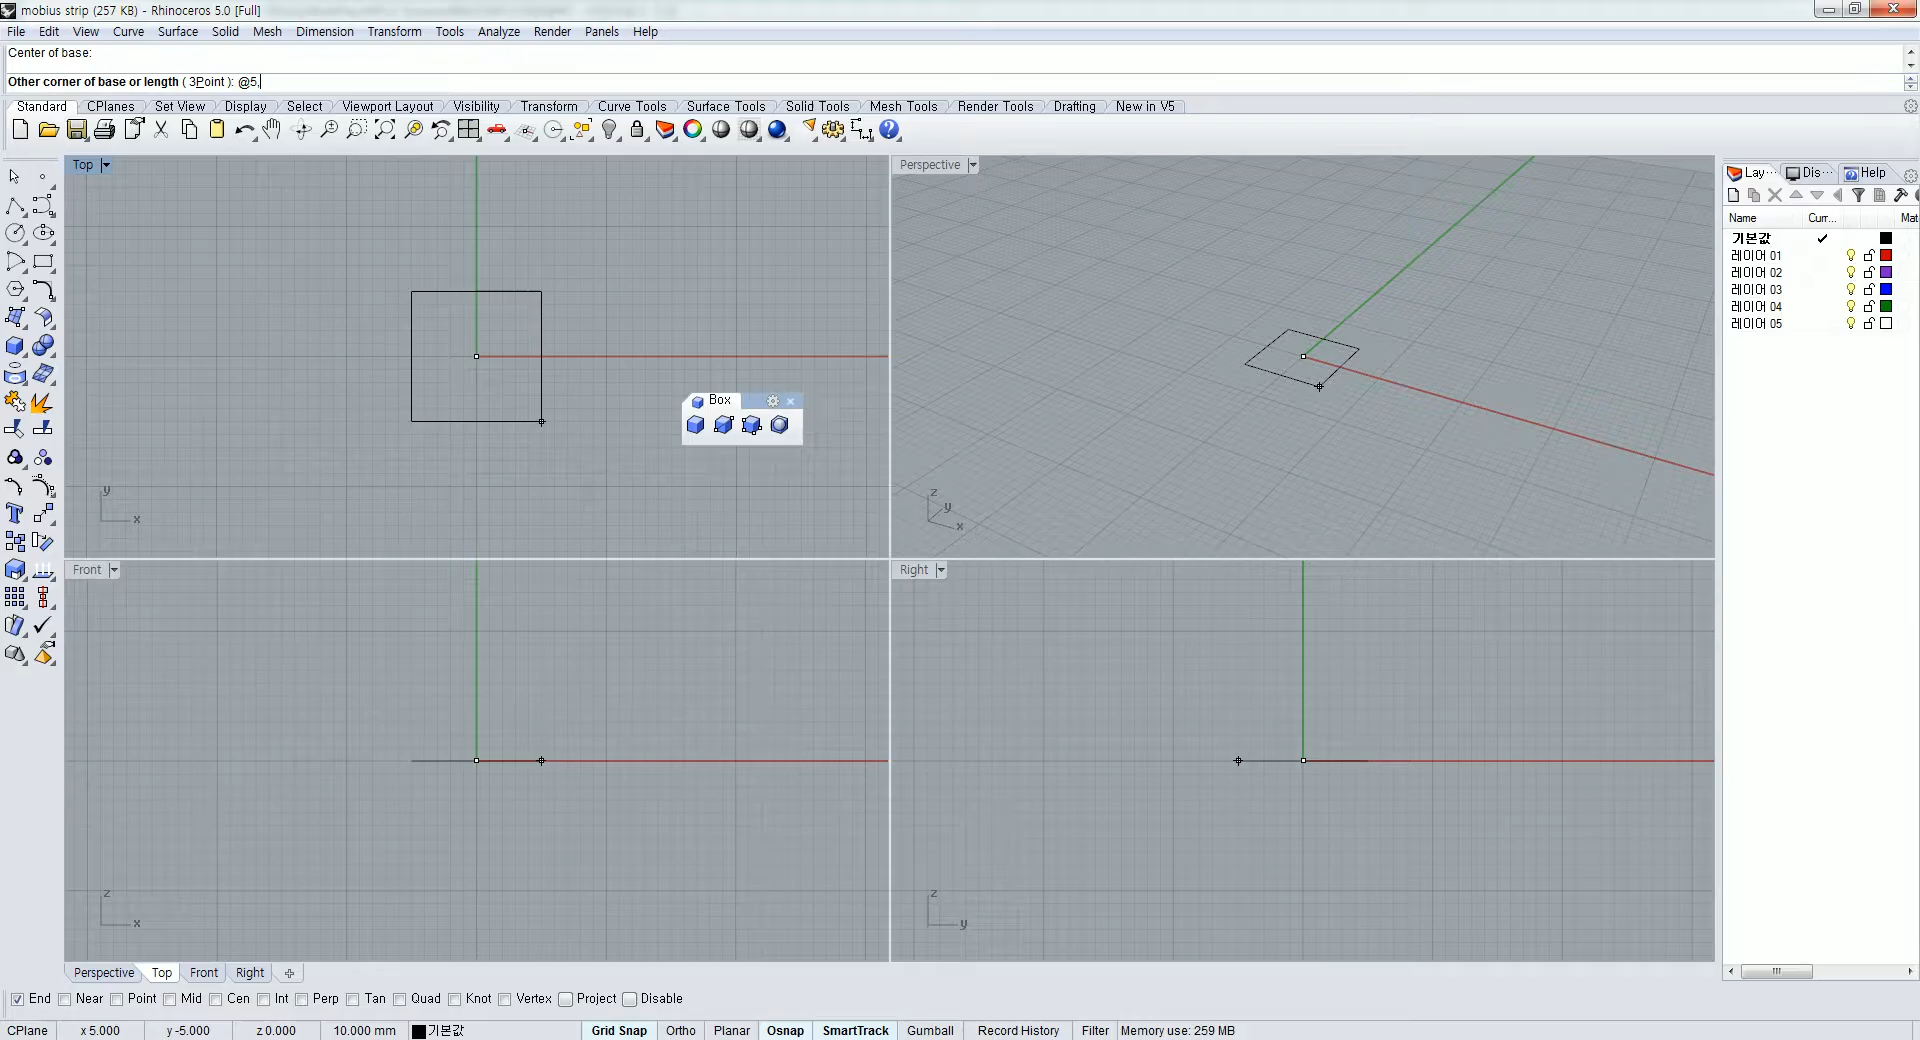 mobius strip (257 KB) - Rhinoceros 5.0 [Full]
File Edit View Curve Surface Solid Mesh Dimension Transform Tools Analyze Render Panels Help
Center of base:
Other corner of base or length ( 3Point ): @5,
Standard CPlanes Set View Display Select Viewport Layout Visibility Transform Curve Tools Surface Tools Solid Tools Mesh Tools Render Tools Drafting New in V5
Top
Perspective
Lay··· Dis··· Help
Name Curr... Mat
기본값
레이어 01
레이어 02
레이어 03
레이어 04
레이어 05
Box
y
x
z
y
x
Front
Right
z
x
z
y
Perspective Top Front Right
End Near Point Mid Cen Int Perp Tan Quad Knot Vertex Project Disable
CPlane x 5.000 y -5.000 z 0.000 10.000 mm 기본값 Grid Snap Ortho Planar Osnap SmartTrack Gumball Record History Filter Memory use: 259 MB